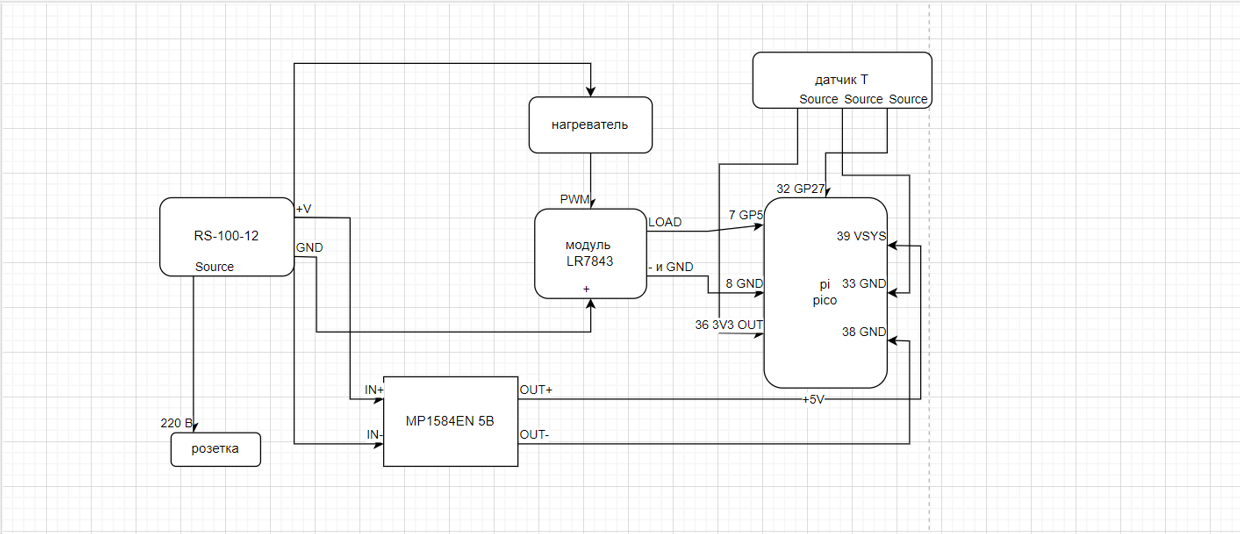 датчик Т
Source Source Source
нагреватель
32 GP27
PWM
+V
RS-100-12
LOAD
7 GP5
39 VSYS
GND
модуль
LR7843
Source
- и GND
8 GND
pi
pico
33 GND
+
36 3V3 OUT
38 GND
IN+
OUT+
+5V
MP1584EN 5В
220 В
IN-
OUT-
розетка